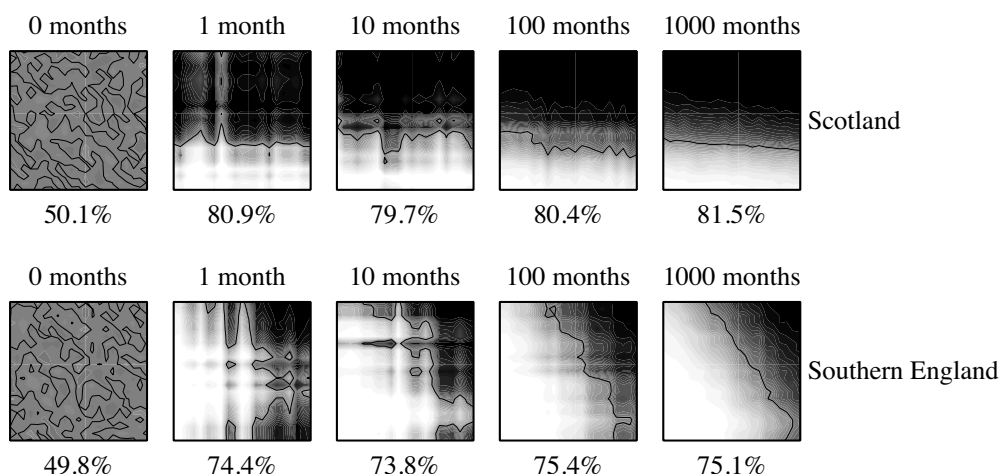 0 months 1 month 10 months 100 months 1000 months
Scotland
50.1% 80.9% 79.7% 80.4% 81.5%
0 months 1 month 10 months 100 months 1000 months
Southern England
49.8% 74.4% 73.8% 75.4% 75.1%